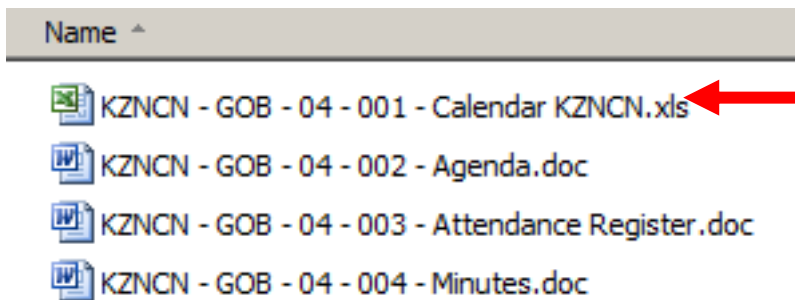 Name
KZNCN - GOB - 04 - 001 - Calendar KZNCN.xls
KZNCN - GOB - 04 - 002 - Agenda.doc
KZNCN - GOB - 04 - 003 - Attendance Register.doc
KZNCN - GOB - 04 - 004 - Minutes.doc